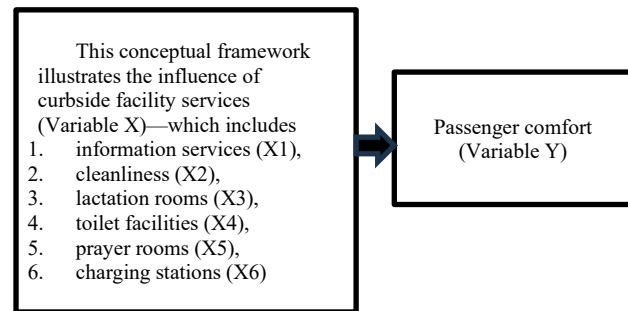 This conceptual framework
illustrates the influence of
curbside facility services
(Variable X)—which includes
1. information services (X1),
2. cleanliness (X2),
3. lactation rooms (X3),
4. toilet facilities (X4),
5. prayer rooms (X5),
6. charging stations (X6)
Passenger comfort
(Variable Y)